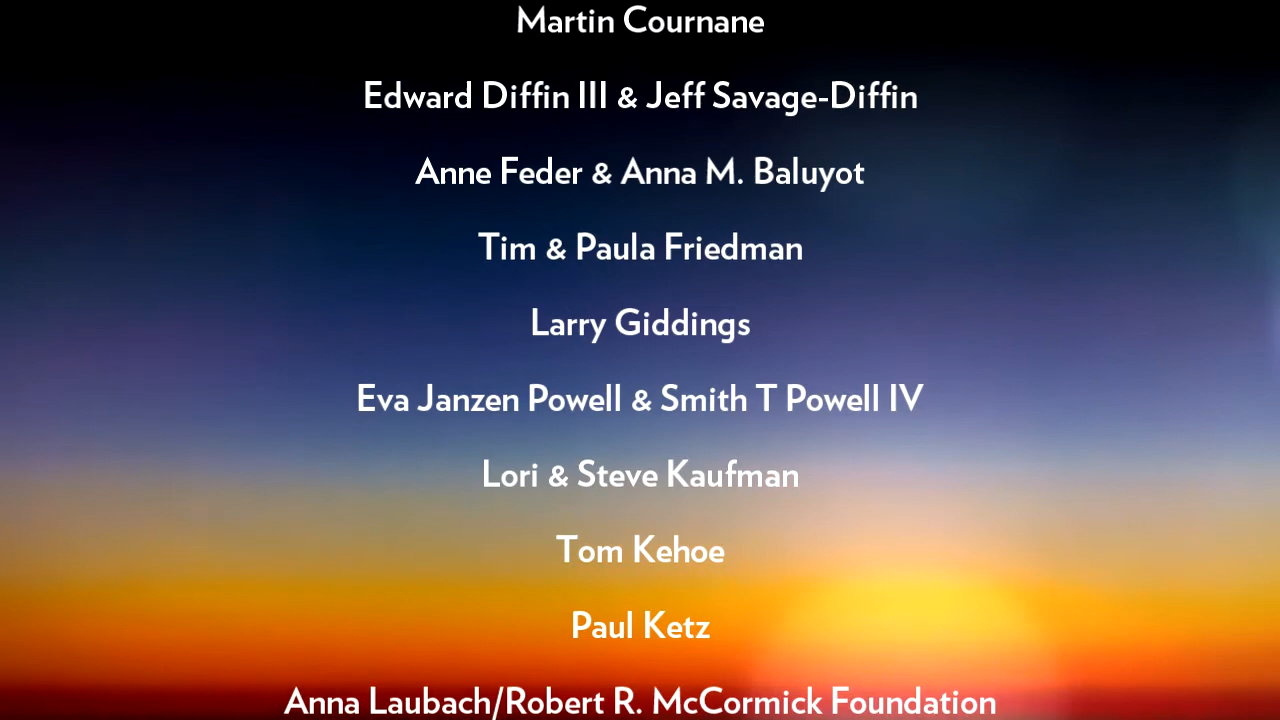 Martin Cournane
Edward Diffin III & Jeff Savage-Diffin
Anne Feder & Anna M. Baluyot
Tim & Paula Friedman
Larry Giddings
Eva Janzen Powell & Smith T Powell IV
Lori & Steve Kaufman
Tom Kehoe
Paul Ketz
Anna Laubach/Robert R. McCormick Foundation